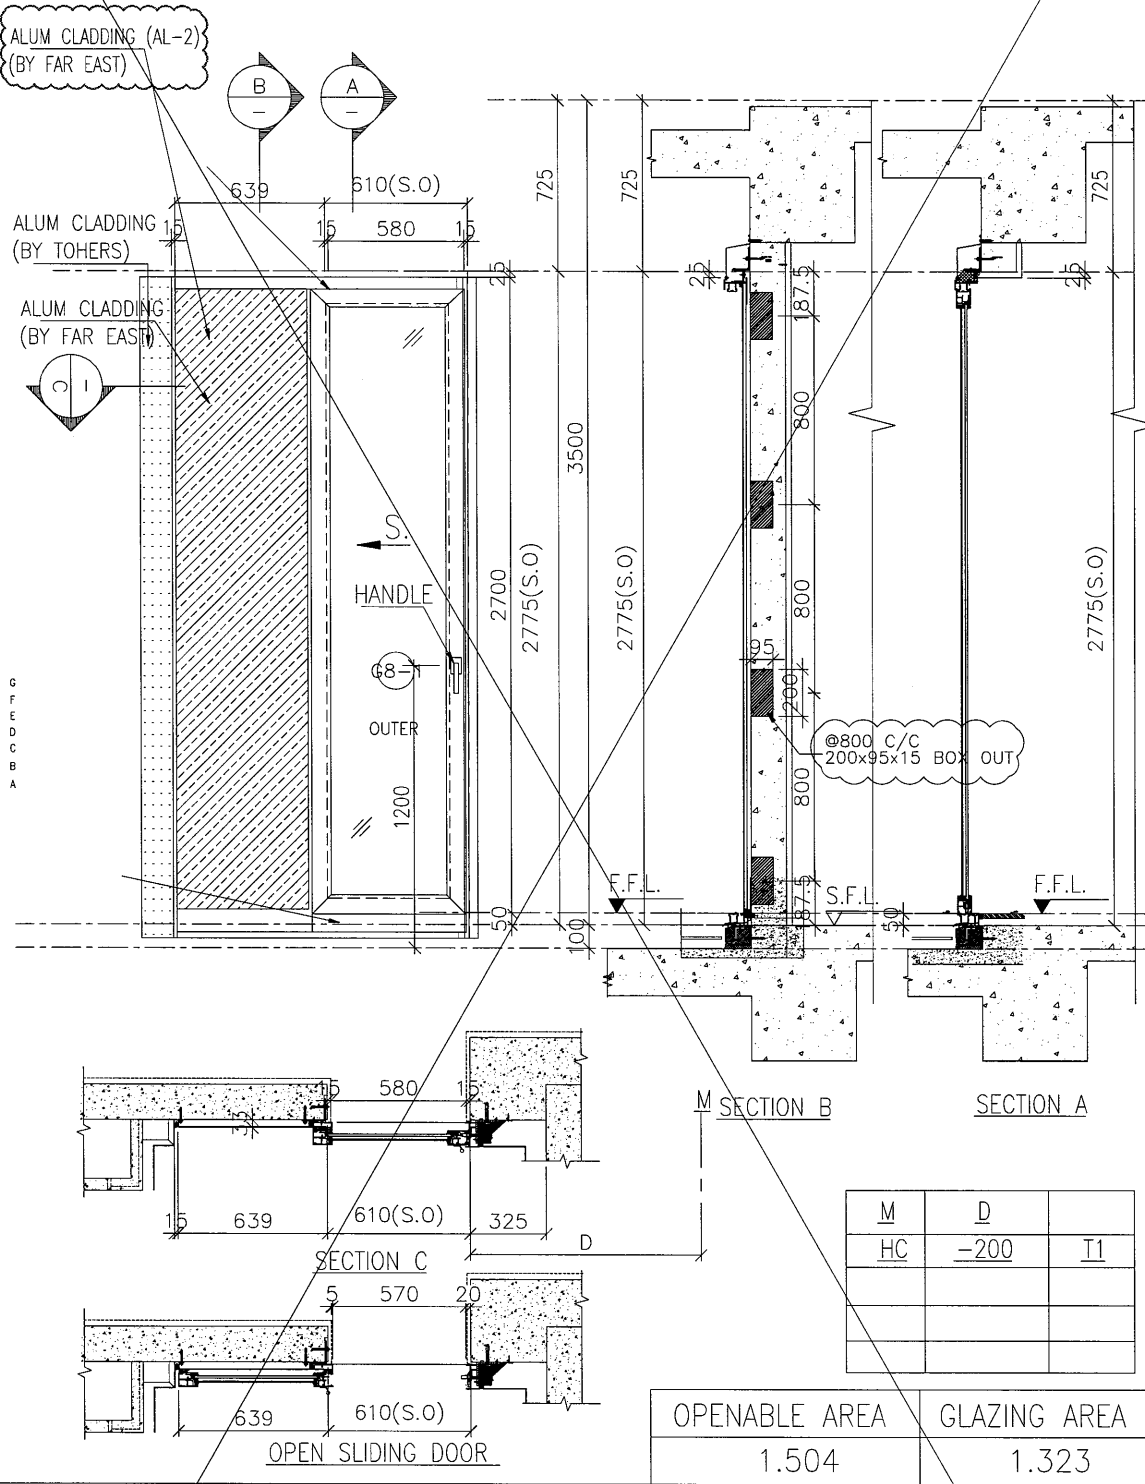 ALUM CLADDING (AL-2)
(BY FAR EAST)
B
A
—
—
639
610(S.O)
725
725
725
ALUM CLADDING
(BY TOHERS)
15
15
580
15
25
25
25
187.5
ALUM CLADDING
(BY FAR EAST)
C
I
800
3500
S.
HANDLE
2700
2775(S.O)
2775(S.O)
800
2775(S.O)
95
200
G8-1
OUTER
G
F
E
D
C
B
A
@800 C/C
200x95x15 BOX OUT
1200
800
F.F.L.
S.F.L.
F.F.L.
50
100
87.5
50
15
580
15
M
SECTION B
SECTION A
35
15
639
610(S.O)
325
D
SECTION C
M D
HC -200 T1
5
570
20
639
610(S.O)
OPEN SLIDING DOOR
OPENABLE AREA GLAZING AREA
1.504 1.323